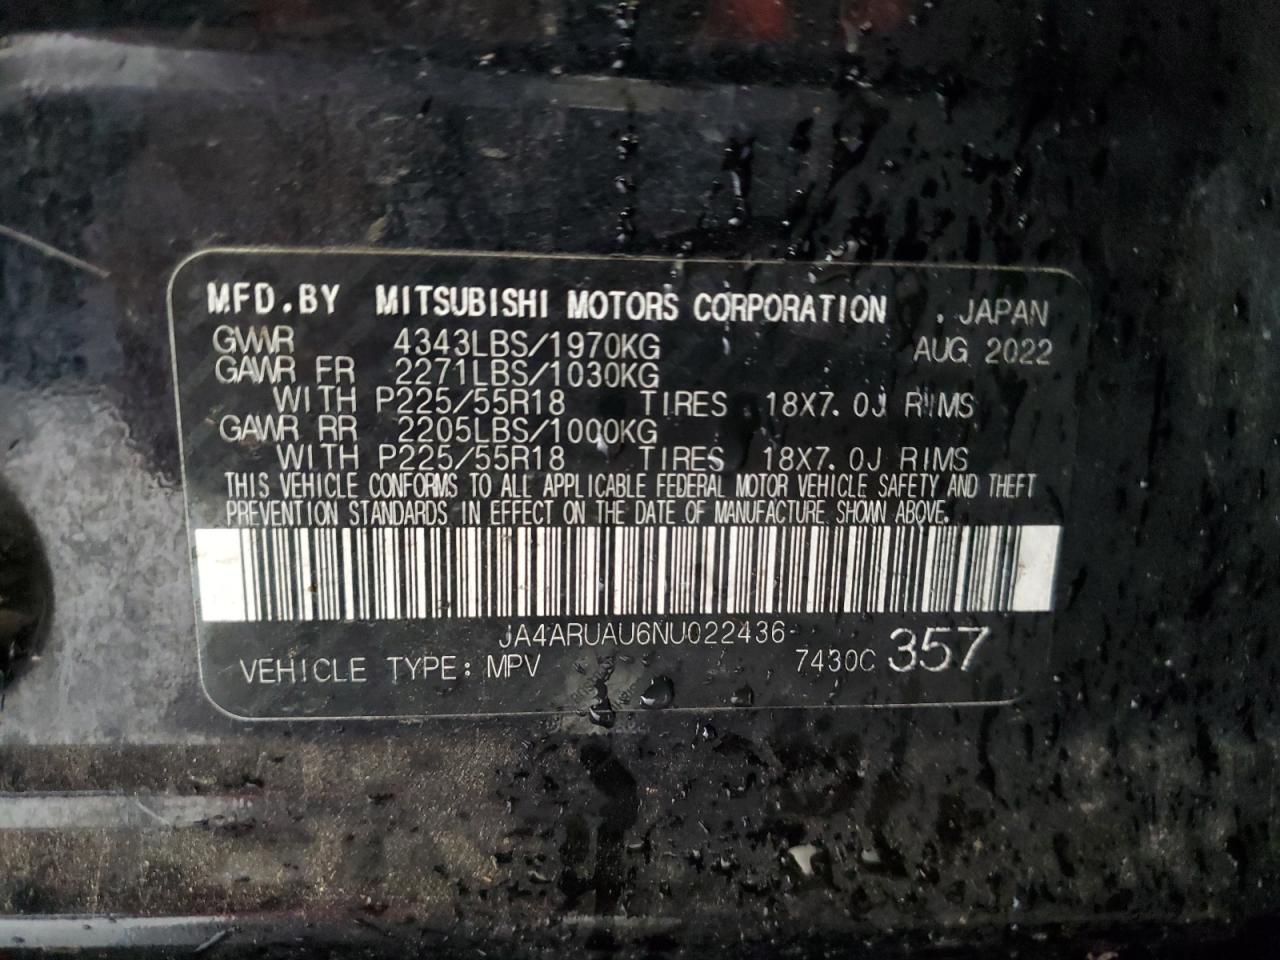 MFD.BY MITSUBISHI MOTORS CORPORATION . JAPAN
GVWR 4343LBS/1970KG AUG 2022
GAWR FR 2271LBS/1030KG
WITH P225/55R18 TIRES 18X7.0J RIMS
GAWR RR 2205LBS/1000KG
WITH P225/55R18 TIRES 18X7.0J RIMS
THIS VEHICLE CONFORMS TO ALL APPLICABLE FEDERAL MOTOR VEHICLE SAFETY AND THEFT
PREVENTION STANDARDS IN EFFECT ON THE DATE OF MANUFACTURE SHOWN ABOVE.
JA4ARUAU6NU022436
VEHICLE TYPE: MPV 7430C 357